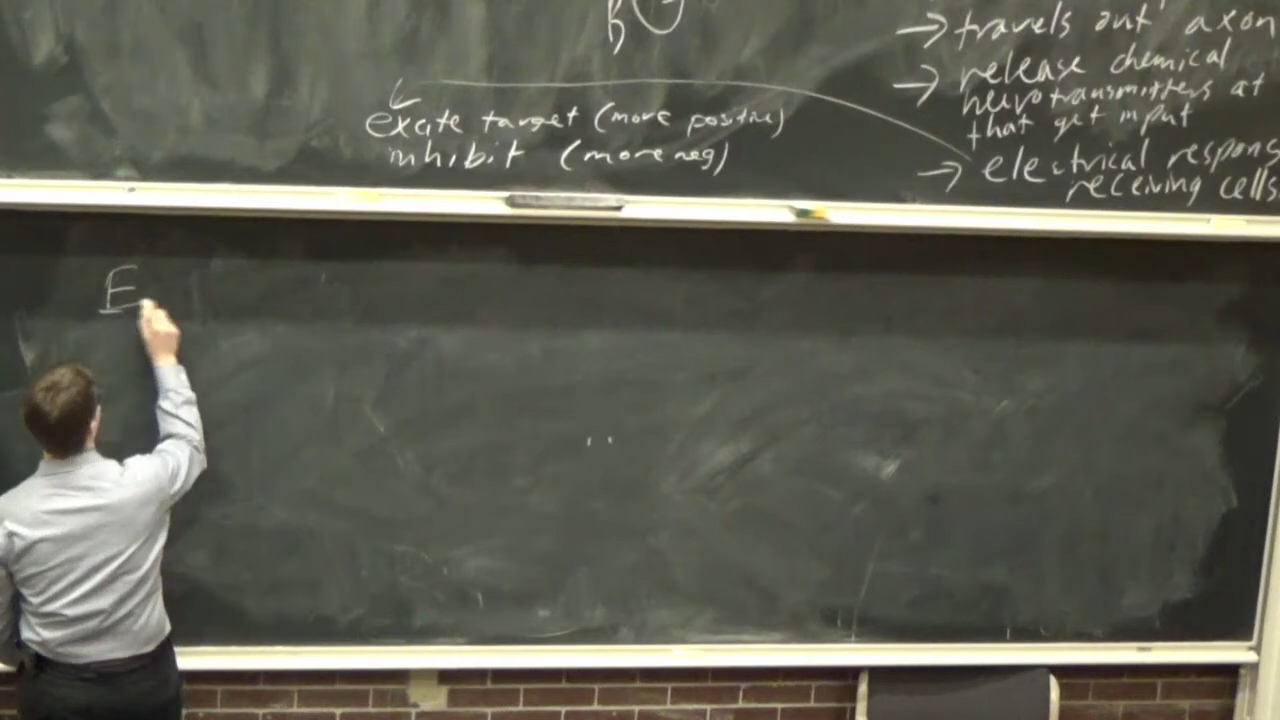 B
→ travels out axon
→ release chemical
neurotransmitters at
that get input
→ electrical respons
receiving cells
excite target (more positive)
inhibit (more neg)
E